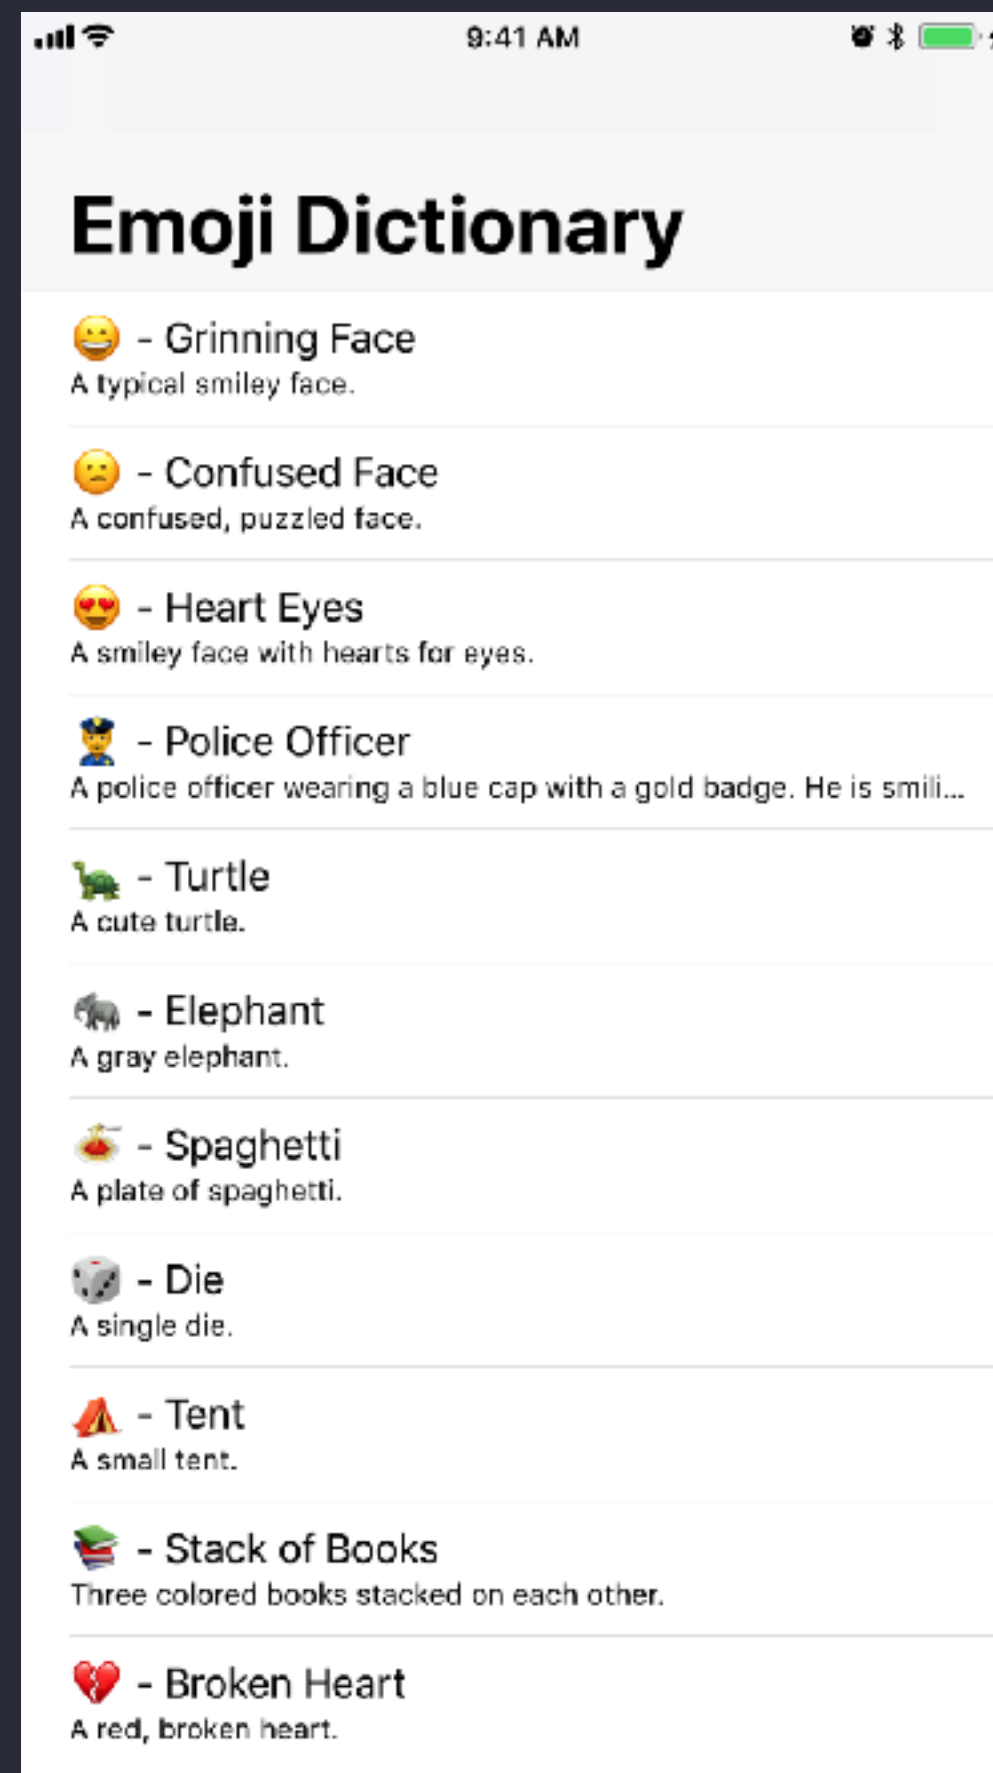 9:41 AM
Emoji Dictionary
😀 - Grinning Face
A typical smiley face.
😕 - Confused Face
A confused, puzzled face.
😍 - Heart Eyes
A smiley face with hearts for eyes.
👮 - Police Officer
A police officer wearing a blue cap with a gold badge. He is smili...
🐢 - Turtle
A cute turtle.
🐘 - Elephant
A gray elephant.
🍝 - Spaghetti
A plate of spaghetti.
🎲 - Die
A single die.
⛺️ - Tent
A small tent.
📚 - Stack of Books
Three colored books stacked on each other.
💔 - Broken Heart
A red, broken heart.